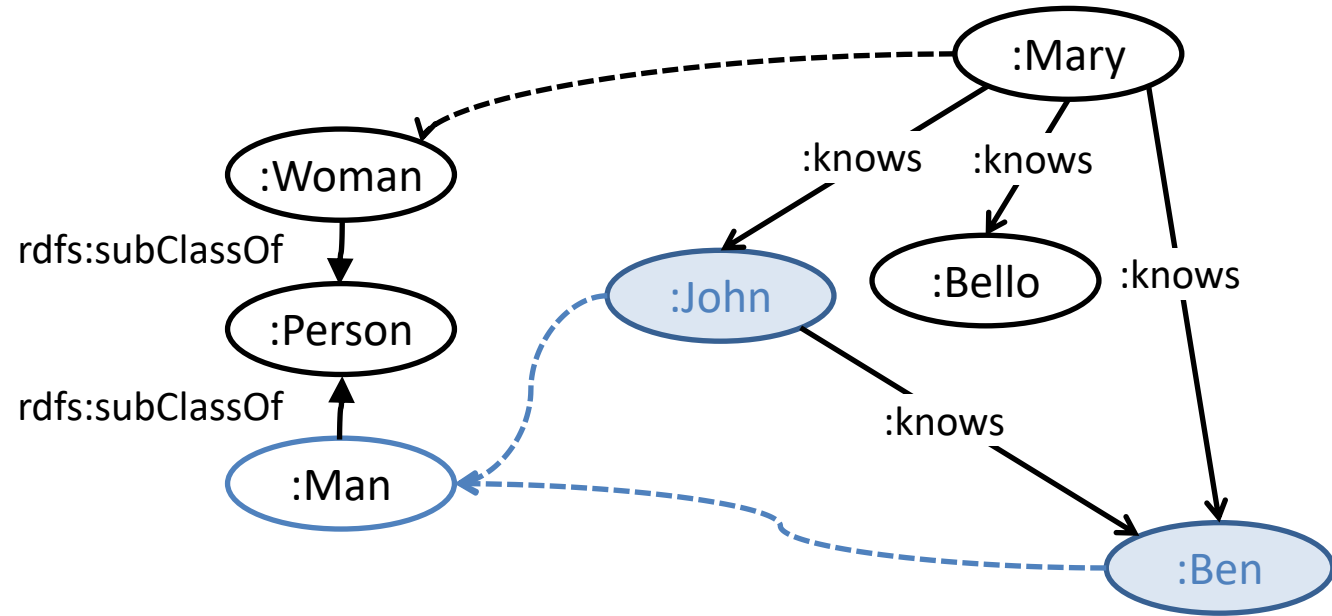 :Mary
:knows
:knows
:Woman
rdfs:subClassOf
:John
:Bello
:knows
:Person
rdfs:subClassOf
:knows
:Man
:Ben